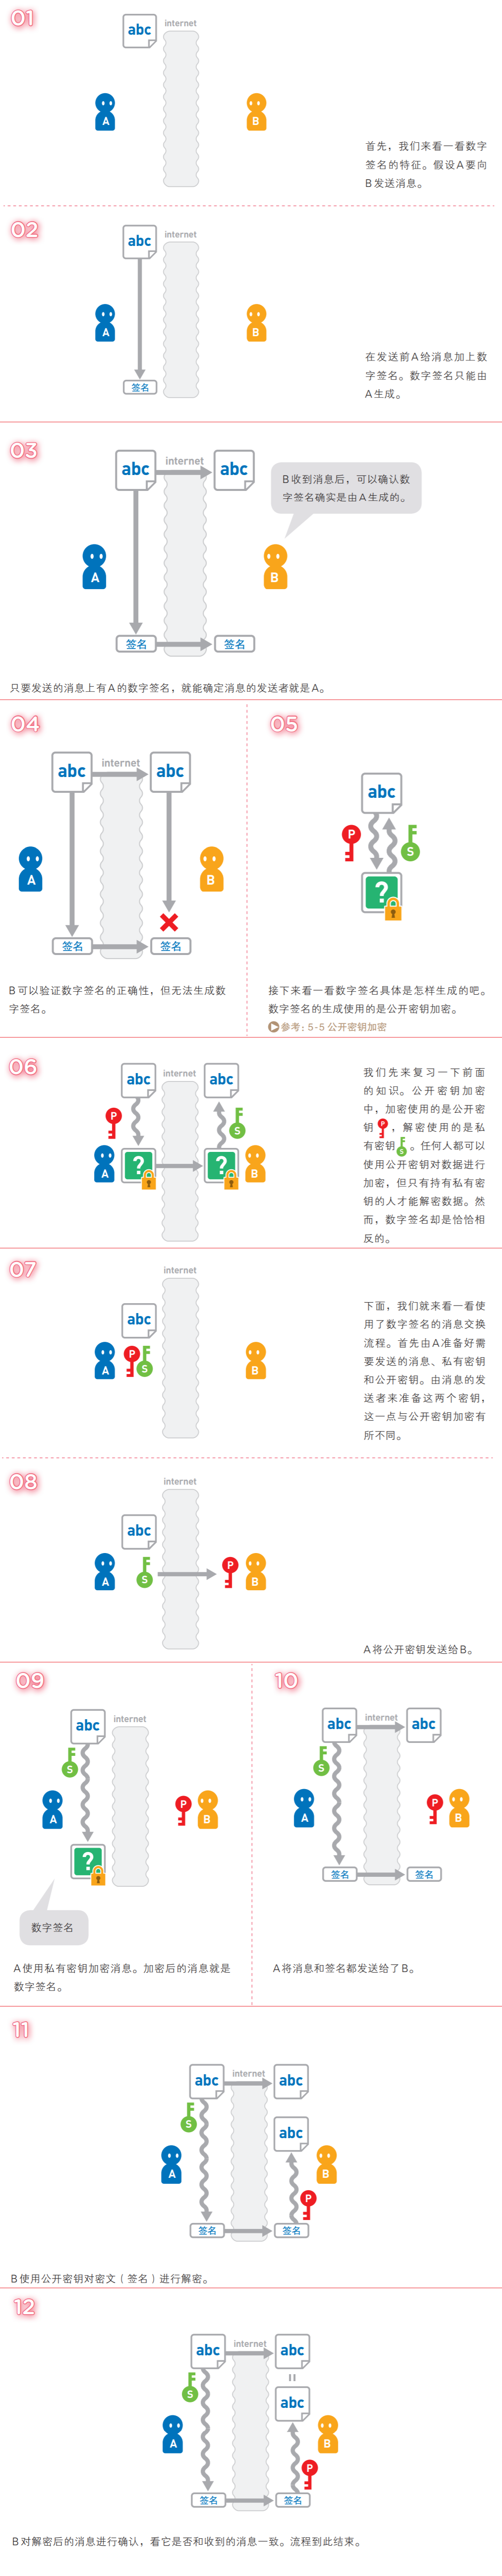 01
abc
internet
A
B
首先，我们来看一看数字
签名的特征。假设A要向
B发送消息。
02
abc
internet
A
B
签名
在发送前A给消息加上数
字签名。数字签名只能由
A生成。
03
abc
internet
abc
B收到消息后，可以确认数
字签名确实是由A生成的。
A
B
签名
签名
只要发送的消息上有A的数字签名，就能确定消息的发送者就是A。
04
abc
internet
abc
A
B
签名
签名
B可以验证数字签名的正确性，但无法生成数
字签名。
05
abc
P
S
?
接下来看一看数字签名具体是怎样生成的吧。
数字签名的生成使用的是公开密钥加密。
参考：5-5 公开密钥加密
06
abc
internet
abc
P
S
A
?
?
B
我们先来复习一下前面
的知识。公开密钥加密
中，加密使用的是公开密
钥P，解密使用的是私
有密钥S。任何人都可以
使用公开密钥对数据进行
加密，但只有持有私有密
钥的人才能解密数据。然
而，数字签名却是恰恰相
反的。
07
internet
abc
A
P
S
B
下面，我们就来看一看使
用了数字签名的消息交换
流程。首先由A准备好需
要发送的消息、私有密钥
和公开密钥。由消息的发
送者来准备这两个密钥，
这一点与公开密钥加密有
所不同。
08
internet
abc
A
S
P
B
A将公开密钥发送给B。
09
abc
internet
S
A
P
B
?
数字签名
A使用私有密钥加密消息。加密后的消息就是
数字签名。
10
abc
internet
abc
S
A
P
B
签名
签名
A将消息和签名都发送给了B。
11
abc
internet
abc
S
abc
A
B
P
签名
签名
B使用公开密钥对密文（签名）进行解密。
12
abc
internet
abc
=
S
abc
A
B
P
签名
签名
B对解密后的消息进行确认，看它是否和收到的消息一致。流程到此结束。